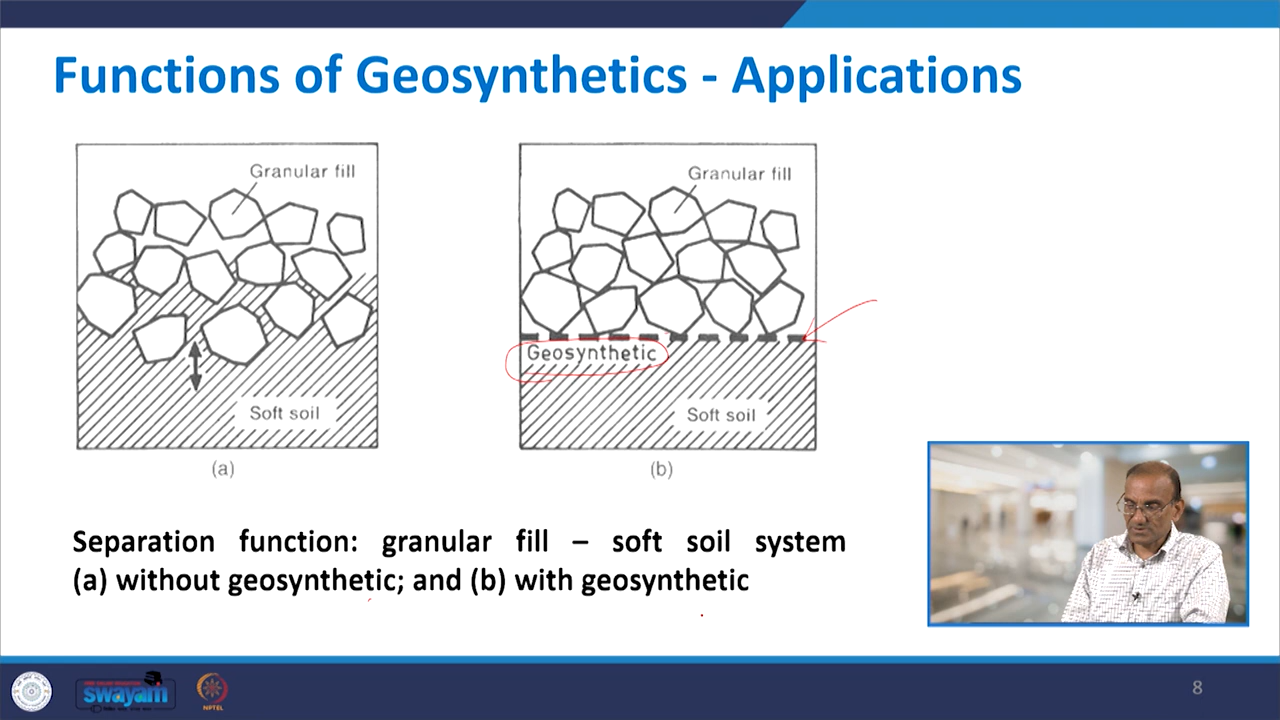 Functions of Geosynthetics - Applications
Granular fill
Soft soil
(a)
Granular fill
Geosynthetic
Soft soil
(b)
Separation function: granular fill – soft soil system
(a) without geosynthetic; and (b) with geosynthetic
swayam
NPTEL
8